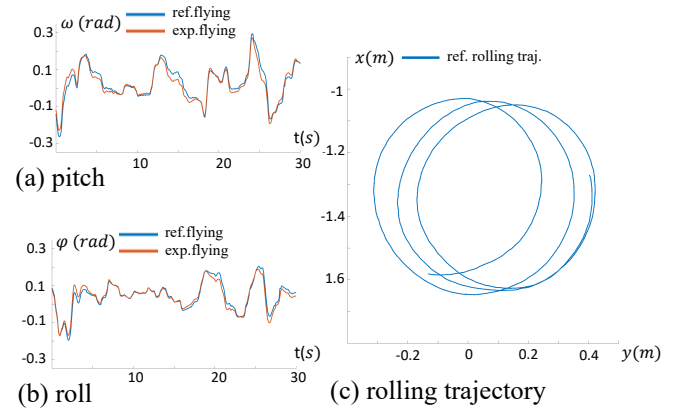 ω (rad)
ref.flying
exp.flying
0.3
0.1
-0.1
-0.3
t(s)
10
20
30
(a) pitch
φ (rad)
ref.flying
exp.flying
0.3
0.1
-0.1
-0.3
t(s)
10
20
30
(b) roll
x(m)
ref. rolling traj.
-1
-1.2
-1.4
1.6
-0.2
0
0.2
0.4
y(m)
(c) rolling trajectory